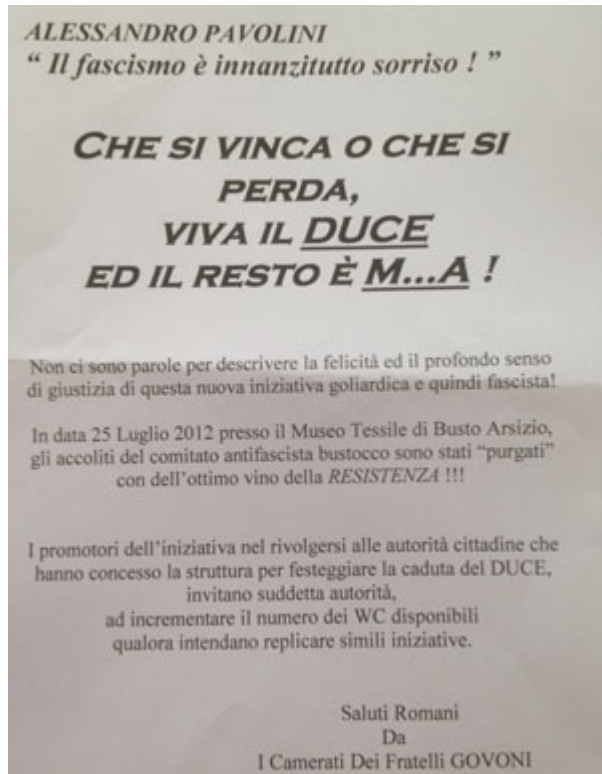 ALESSANDRO PAVOLINI
“ Il fascismo è innanzitutto sorriso ! ”
CHE SI VINCA O CHE SI
PERDA,
VIVA IL DUCE
ED IL RESTO È M...A !
Non ci sono parole per descrivere la felicità ed il profondo senso
di giustizia di questa nuova iniziativa goliardica e quindi fascista!
In data 25 Luglio 2012 presso il Museo Tessile di Busto Arsizio,
gli accoliti del comitato antifascista bustocco sono stati “purgati”
con dell’ottimo vino della RESISTENZA !!!
I promotori dell’iniziativa nel rivolgersi alle autorità cittadine che
hanno concesso la struttura per festeggiare la caduta del DUCE,
invitano suddetta autorità,
ad incrementare il numero dei WC disponibili
qualora intendano replicare simili iniziative.
Saluti Romani
Da
I Camerati Dei Fratelli GOVONI